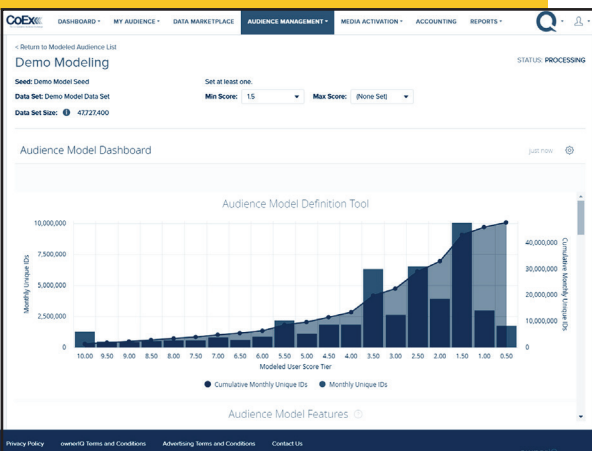 COEX DASHBOARD MY AUDIENCE DATA MARKETPLACE AUDIENCE MANAGEMENT MEDIA ACTIVATION ACCOUNTING REPORTS Q
< Return to Modeled Audience List
Demo Modeling STATUS: PROCESSING
Seed: Demo Model Seed Set at least one.
Data Set: Demo Model Data Set Min Score: 1.5 Max Score: (None Set)
Data Set Size: 47,727,400
Audience Model Dashboard just now
Audience Model Definition Tool
10,000,000
7,500,000
5,000,000
2,500,000
0
Monthly Unique IDs
40,000,000
30,000,000
20,000,000
10,000,000
0
Cumulative Monthly Unique IDs
10.00 9.50 9.00 8.50 8.00 7.50 7.00 6.50 6.00 5.50 5.00 4.50 4.00 3.50 3.00 2.50 2.00 1.50 1.00 0.50
Modeled User Score Tier
Cumulative Monthly Unique IDs Monthly Unique IDs
Audience Model Features ?
Privacy Policy ownerIQ Terms and Conditions Advertising Terms and Conditions Contact Us